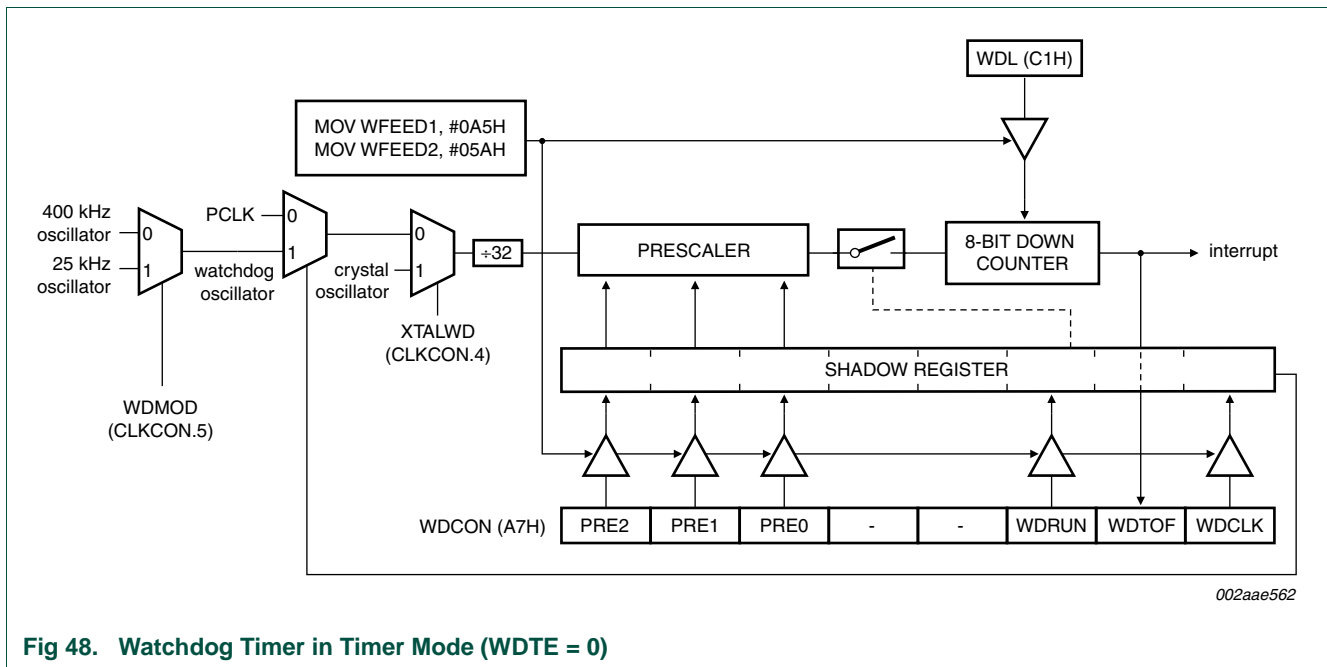 WDL (C1H)
MOV WFEED1, #0A5H
MOV WFEED2, #05AH
400 kHz
oscillator
0
25 kHz
oscillator
1
PCLK
0
1
watchdog
oscillator
0
crystal
oscillator
1
÷32
PRESCALER
8-BIT DOWN
COUNTER
interrupt
XTALWD
(CLKCON.4)
WDMOD
(CLKCON.5)
SHADOW REGISTER
WDCON (A7H)
PRE2
PRE1
PRE0
-
-
WDRUN
WDTOF
WDCLK
002aae562
Fig 48. Watchdog Timer in Timer Mode (WDTE = 0)